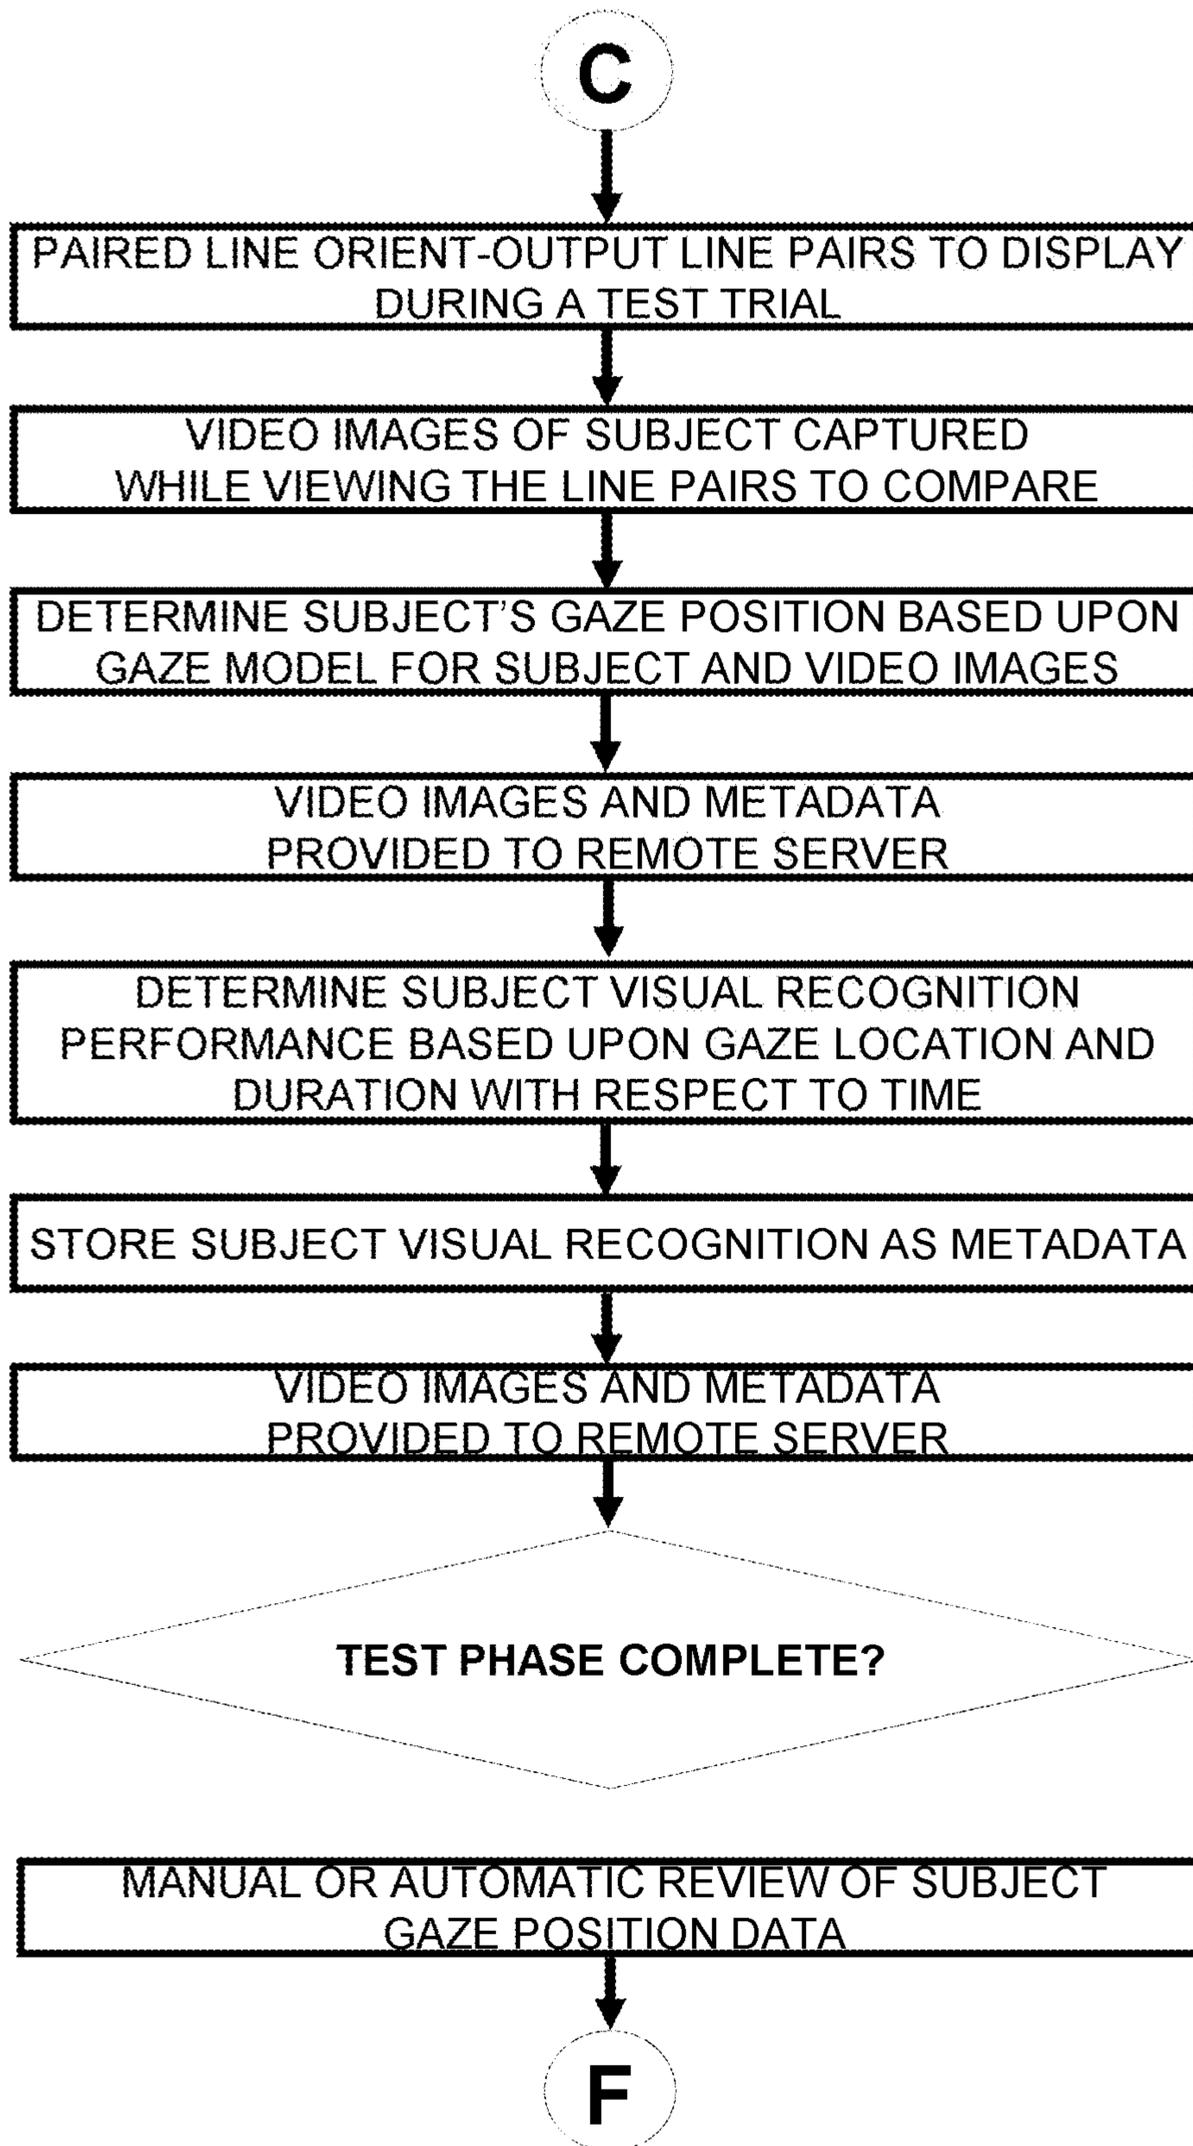 C
PAIRED LINE ORIENT-OUTPUT LINE PAIRS TO DISPLAY
DURING A TEST TRIAL
VIDEO IMAGES OF SUBJECT CAPTURED
WHILE VIEWING THE LINE PAIRS TO COMPARE
DETERMINE SUBJECT'S GAZE POSITION BASED UPON
GAZE MODEL FOR SUBJECT AND VIDEO IMAGES
VIDEO IMAGES AND METADATA
PROVIDED TO REMOTE SERVER
DETERMINE SUBJECT VISUAL RECOGNITION
PERFORMANCE BASED UPON GAZE LOCATION AND
DURATION WITH RESPECT TO TIME
STORE SUBJECT VISUAL RECOGNITION AS METADATA
VIDEO IMAGES AND METADATA
PROVIDED TO REMOTE SERVER
TEST PHASE COMPLETE?
MANUAL OR AUTOMATIC REVIEW OF SUBJECT
GAZE POSITION DATA
F